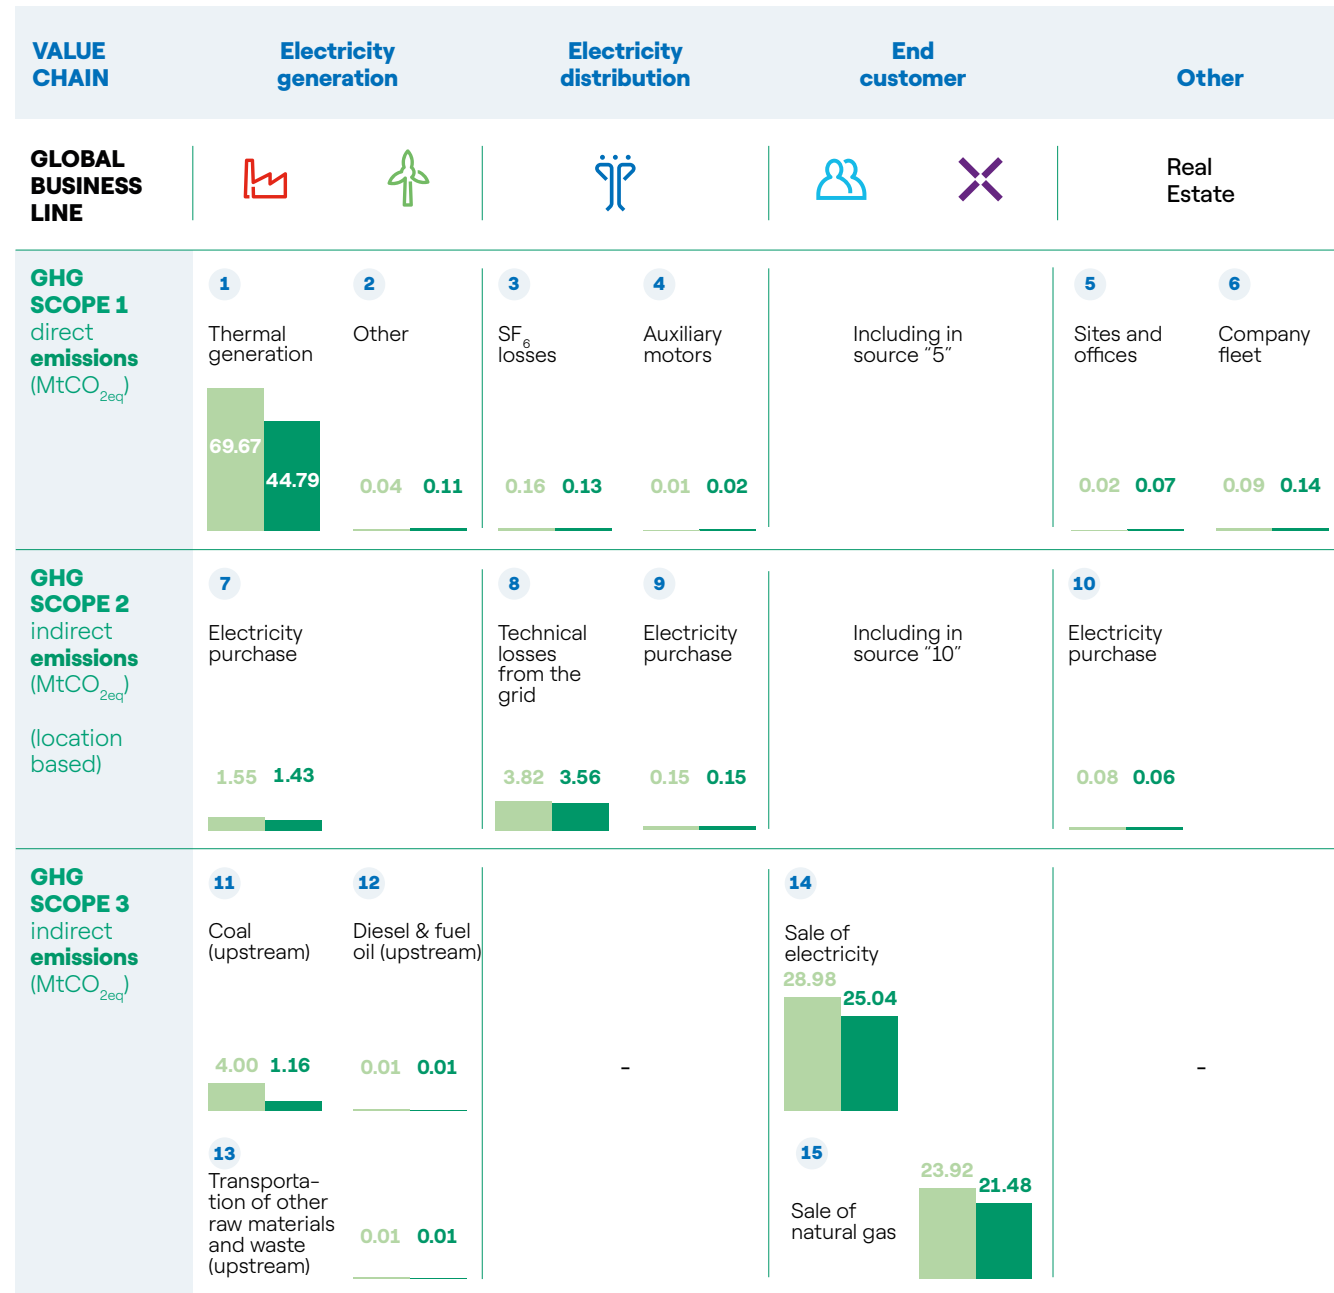 VALUE
CHAIN
Electricity
generation
Electricity
distribution
End
customer
Other
GLOBAL
BUSINESS
LINE
Real
Estate
GHG
SCOPE 1
direct
emissions
(MtCO2eq)
1
Thermal
generation
69.67
44.79
2
Other
0.04 0.11
3
SF6
losses
0.16 0.13
4
Auxiliary
motors
0.01 0.02
Including in
source “5”
5
Sites and
offices
0.02 0.07
6
Company
fleet
0.09 0.14
GHG
SCOPE 2
indirect
emissions
(MtCO2eq)
(location
based)
7
Electricity
purchase
1.55 1.43
8
Technical
losses
from the
grid
3.82 3.56
9
Electricity
purchase
0.15 0.15
Including in
source “10”
10
Electricity
purchase
0.08 0.06
GHG
SCOPE 3
indirect
emissions
(MtCO2eq)
11
Coal
(upstream)
4.00 1.16
12
Diesel & fuel
oil (upstream)
0.01 0.01
13
Transporta-
tion of other
raw materials
and waste
(upstream)
0.01 0.01
-
14
Sale of
electricity
28.98
25.04
15
Sale of
natural gas
23.92
21.48
-